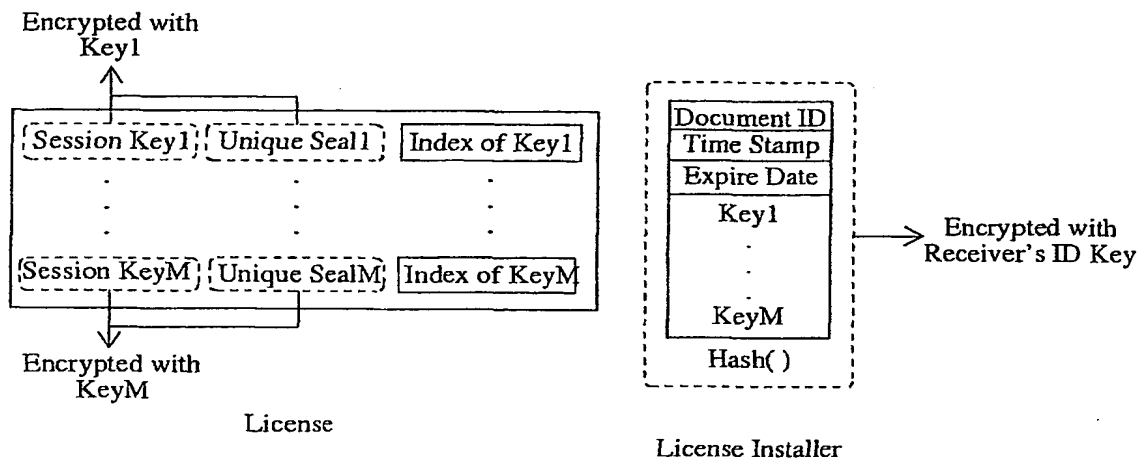 Encrypted with
Key1
Session Key1 Unique Seal1 Index of Key1
Session KeyM Unique SealM Index of KeyM
Encrypted with
KeyM
License
Document ID
Time Stamp
Expire Date
Key1
KeyM
Hash( )
Encrypted with
Receiver's ID Key
License Installer